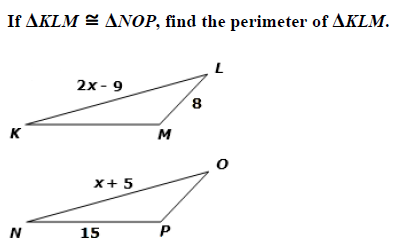 If ΔKLM ≅ ΔNOP, find the perimeter of ΔKLM.
L
2x - 9
8
K
M
O
x + 5
N
15
P